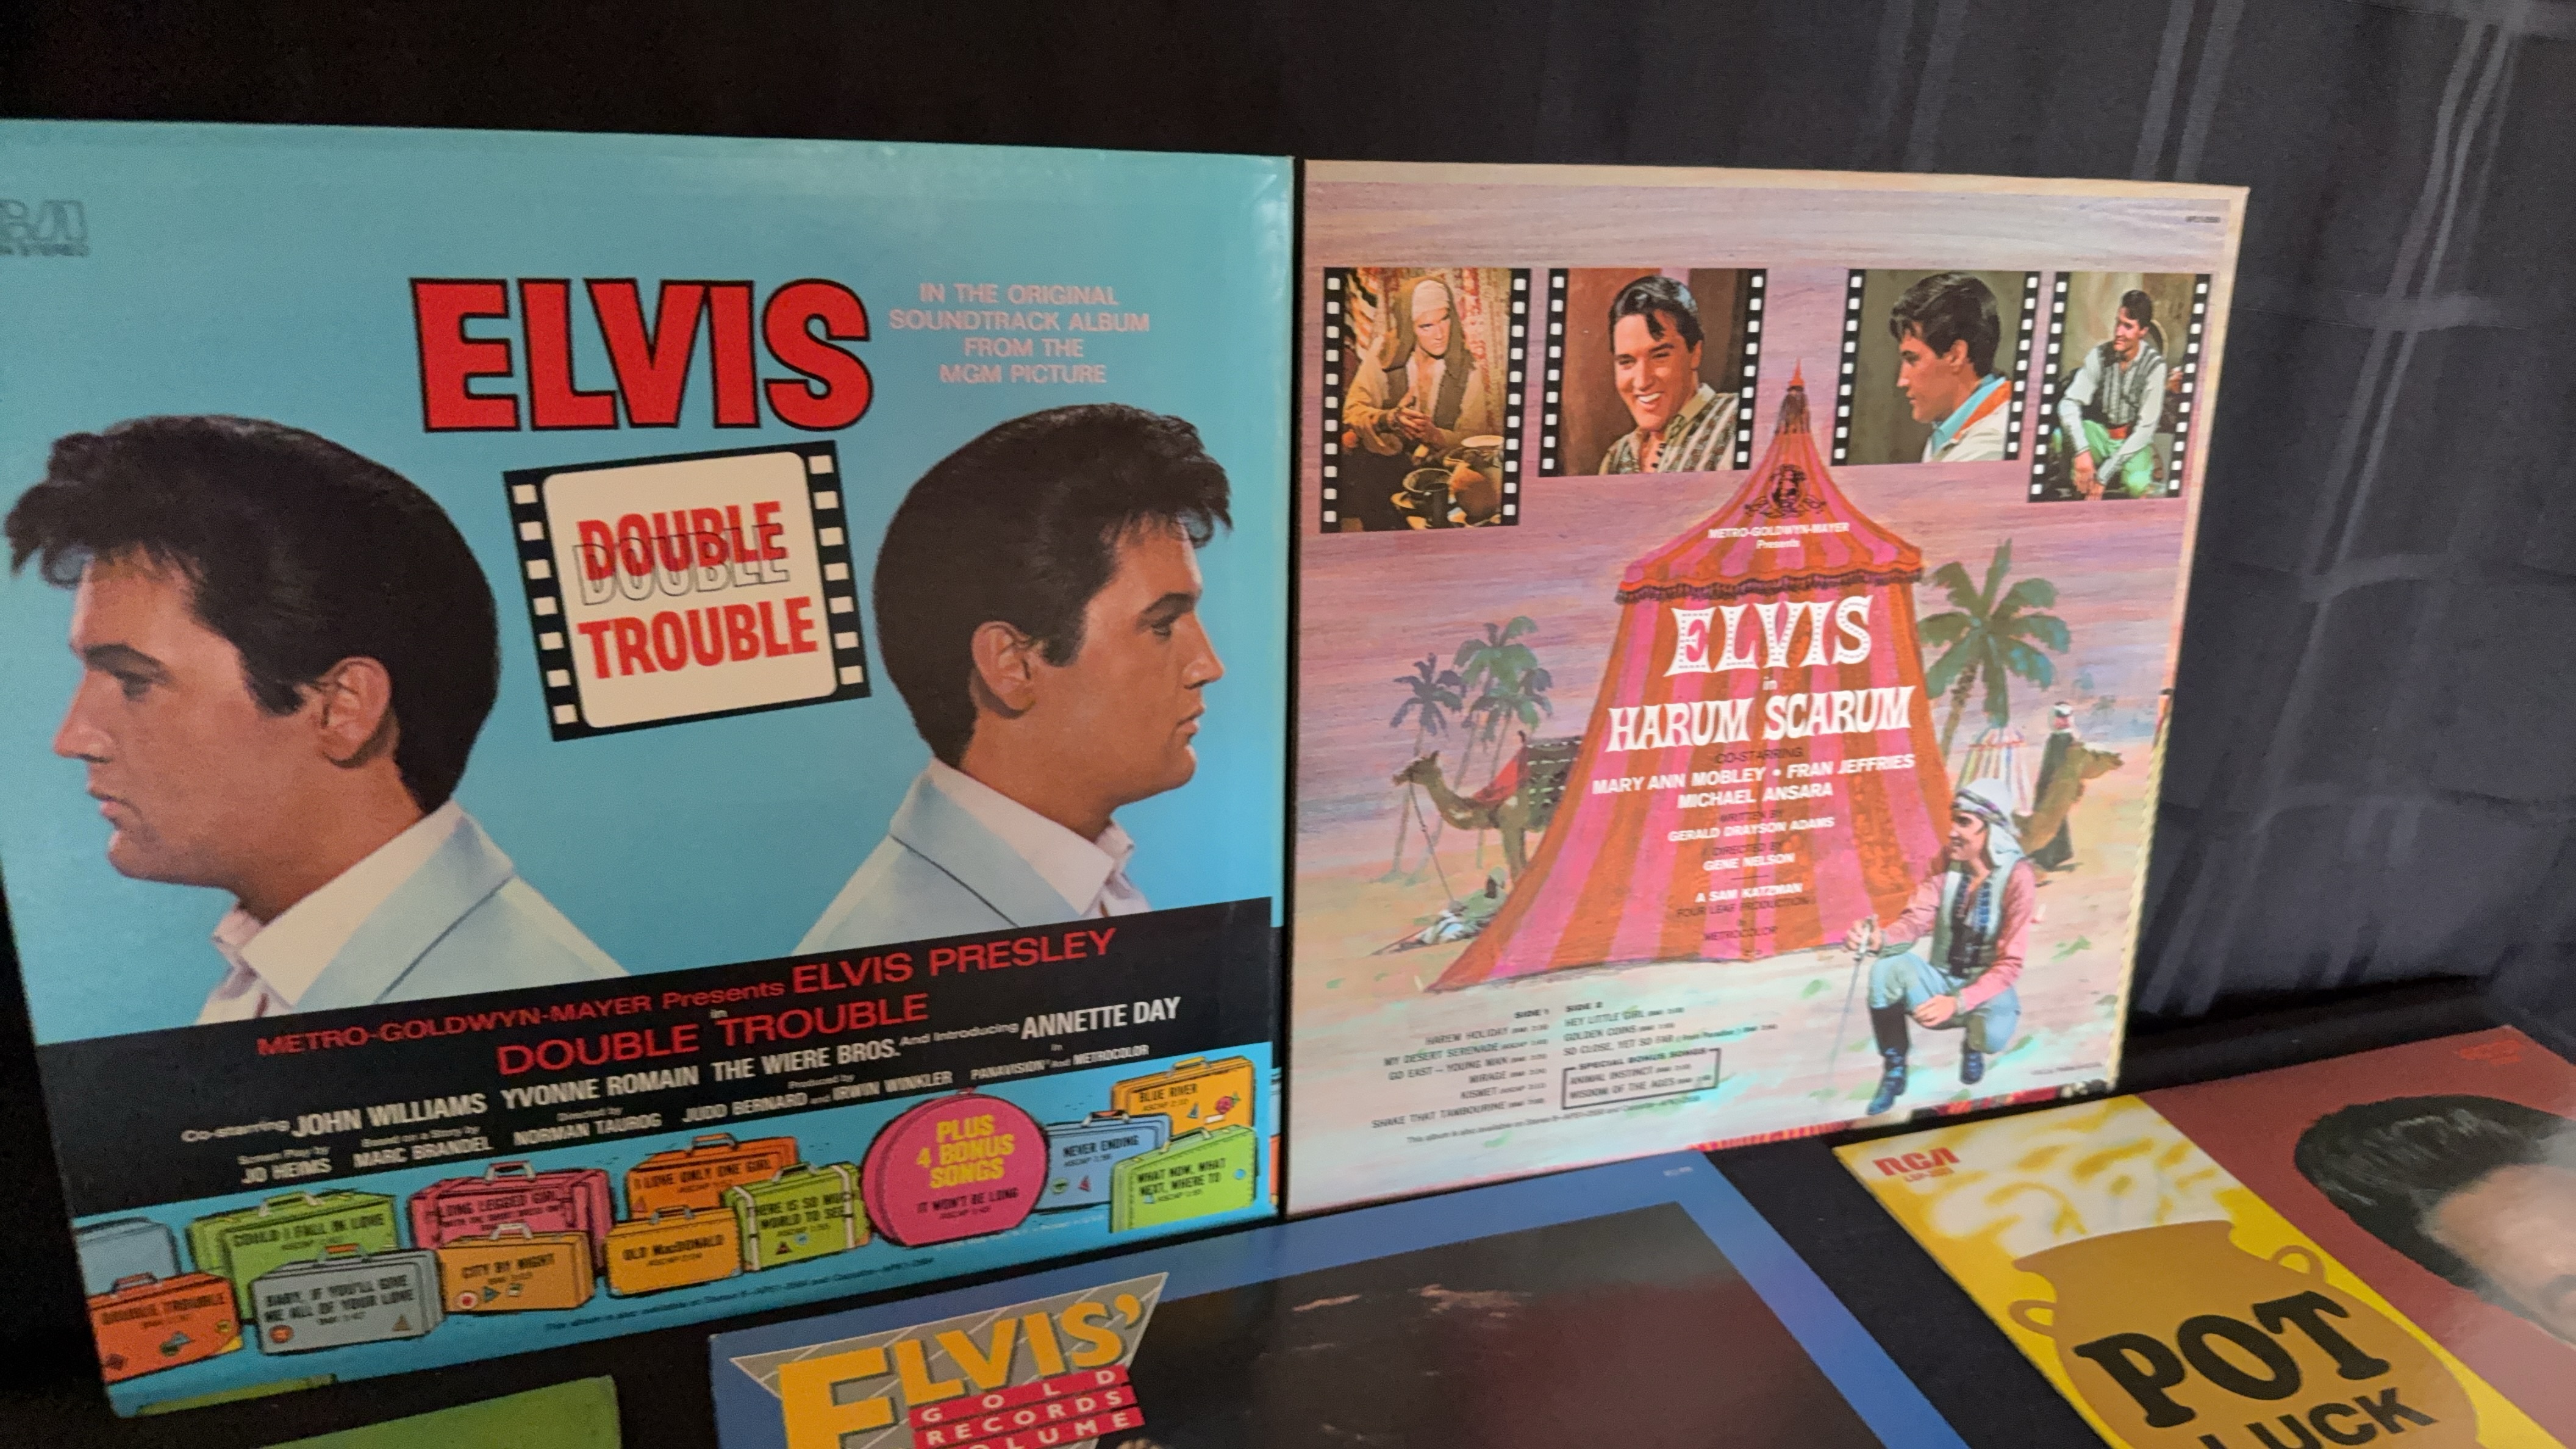 RCA
STEREO
ELVIS
IN THE ORIGINAL
SOUNDTRACK ALBUM
FROM THE
MGM PICTURE
DOUBLE
DOUBLE
TROUBLE
METRO-GOLDWYN-MAYER Presents ELVIS PRESLEY
in
DOUBLE TROUBLE
Co-starring JOHN WILLIAMS YVONNE ROMAIN THE WIERE BROS. And Introducing ANNETTE DAY
Screen Play by
JO HEIMS
Based on a Story by
MARC BRANDEL
Directed by
NORMAN TAUROG
Produced by
JUDD BERNARD and IRWIN WINKLER
in
PANAVISION and METROCOLOR
DOUBLE TROUBLE
COULD I FALL IN LOVE
BABY, IF YOU'LL GIVE
ME ALL OF YOUR LOVE
LONG LEGGED GIRL
CITY BY NIGHT
I LOVE ONLY ONE GIRL
OLD MacDONALD
THERE IS SO MUCH
WORLD TO SEE
PLUS
4 BONUS
SONGS
IT WON'T BE LONG
NEVER ENDING
BLUE RIVER
WHAT NOW, WHAT
NEXT, WHERE TO
METRO-GOLDWYN-MAYER
Presents
ELVIS
in
HARUM SCARUM
CO-STARRING
MARY ANN MOBLEY • FRAN JEFFRIES
MICHAEL ANSARA
WRITTEN BY
GERALD DRAYSON ADAMS
DIRECTED BY
GENE NELSON
A SAM KATZMAN
FOUR LEAF PRODUCTION
METROCOLOR
SIDE 1
HAREM HOLIDAY
MY DESERT SERENADE
GO EAST – YOUNG MAN
MIRAGE
KISMET
SHAKE THAT TAMBOURINE
SIDE 2
HEY LITTLE GIRL
GOLDEN COINS
SO CLOSE, YET SO FAR
SPECIAL BONUS SONGS
ANIMAL INSTINCT
WISDOM OF THE AGES
ELVIS'
GOLD
RECORDS
VOLUME
RCA
POT
LUCK